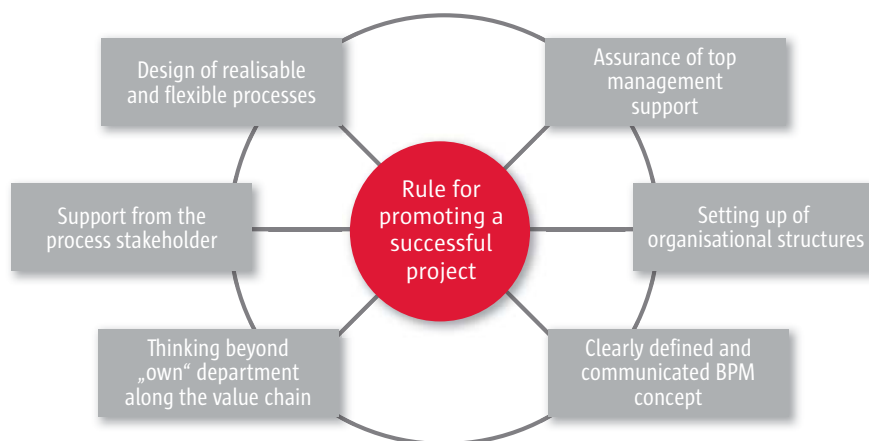 Design of realisable
and flexible processes
Assurance of top
management
support
Rule for
promoting a
successful
project
Support from the
process stakeholder
Setting up of
organisational structures
Thinking beyond
„own“ department
along the value chain
Clearly defined and
communicated BPM
concept